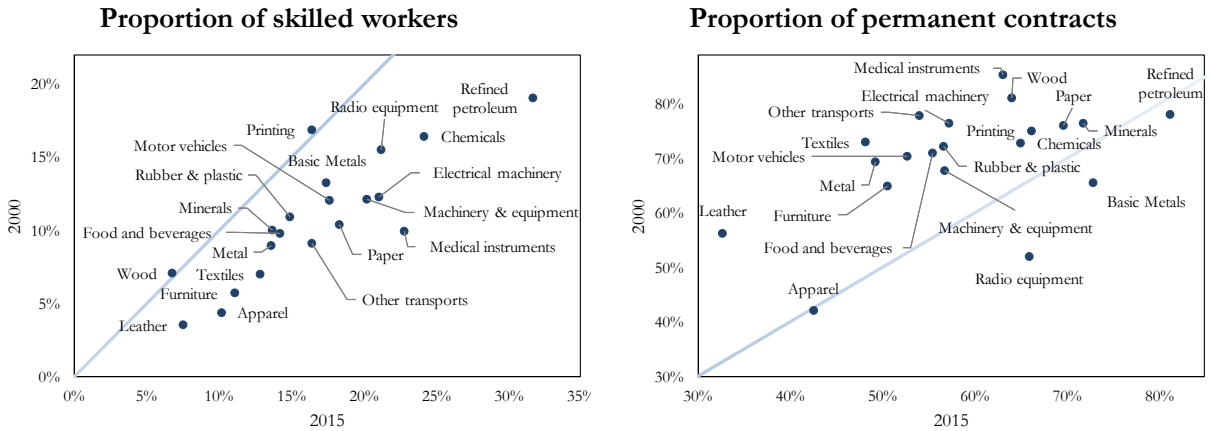 Proportion of skilled workers
20%
15%
10%
5%
0%
2000
0%
5%
10%
15%
20%
25%
30%
35%
2015
Refined
petroleum
Radio equipment
Printing
Chemicals
Motor vehicles
Basic Metals
Rubber & plastic
Electrical machinery
Minerals
Machinery & equipment
Food and beverages
Metal
Paper
Medical instruments
Wood
Textiles
Furniture
Other transports
Leather
Apparel
Proportion of permanent contracts
80%
70%
60%
50%
40%
30%
2000
30%
40%
50%
60%
70%
80%
2015
Medical instruments
Wood
Refined
petroleum
Electrical machinery
Paper
Other transports
Printing
Minerals
Textiles
Chemicals
Motor vehicles
Rubber & plastic
Metal
Basic Metals
Leather
Furniture
Machinery & equipment
Food and beverages
Radio equipment
Apparel